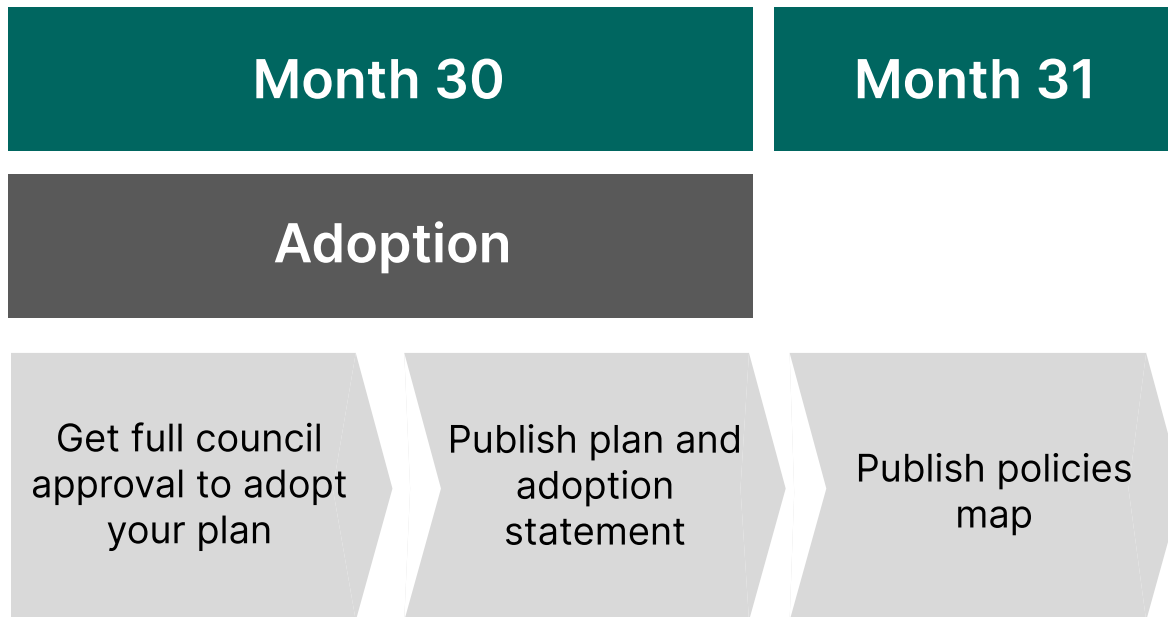 Month 30
Month 31
Adoption
Get full council
approval to adopt
your plan
Publish plan and
adoption
statement
Publish policies
map